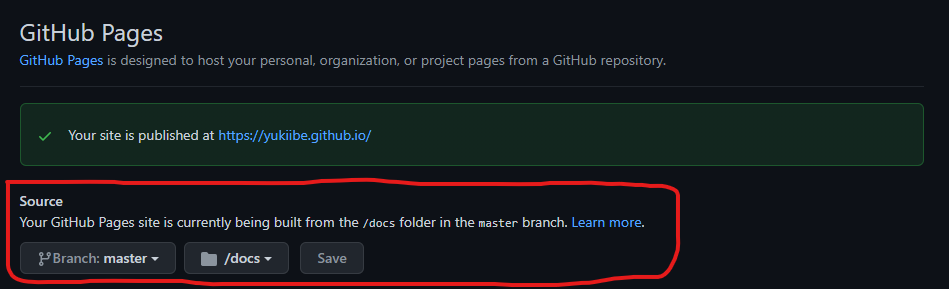 GitHub Pages
GitHub Pages is designed to host your personal, organization, or project pages from a GitHub repository.
Your site is published at https://yukiibe.github.io/
Source
Your GitHub Pages site is currently being built from the /docs folder in the master branch. Learn more.
Branch: master /docs Save